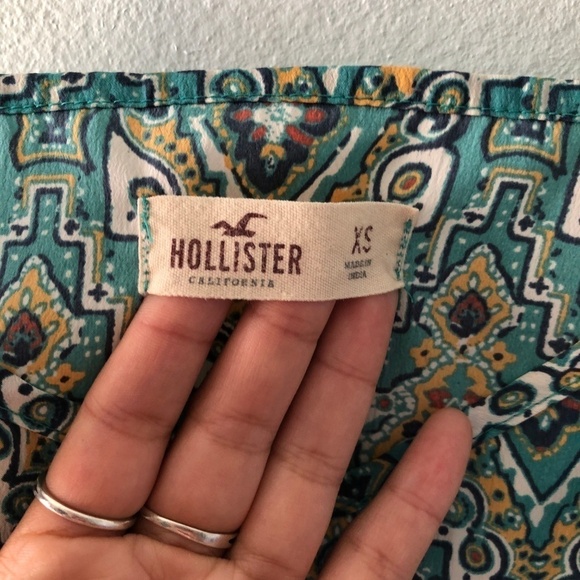 HOLLISTER
CALIFORNIA
XS
MADE IN
INDIA